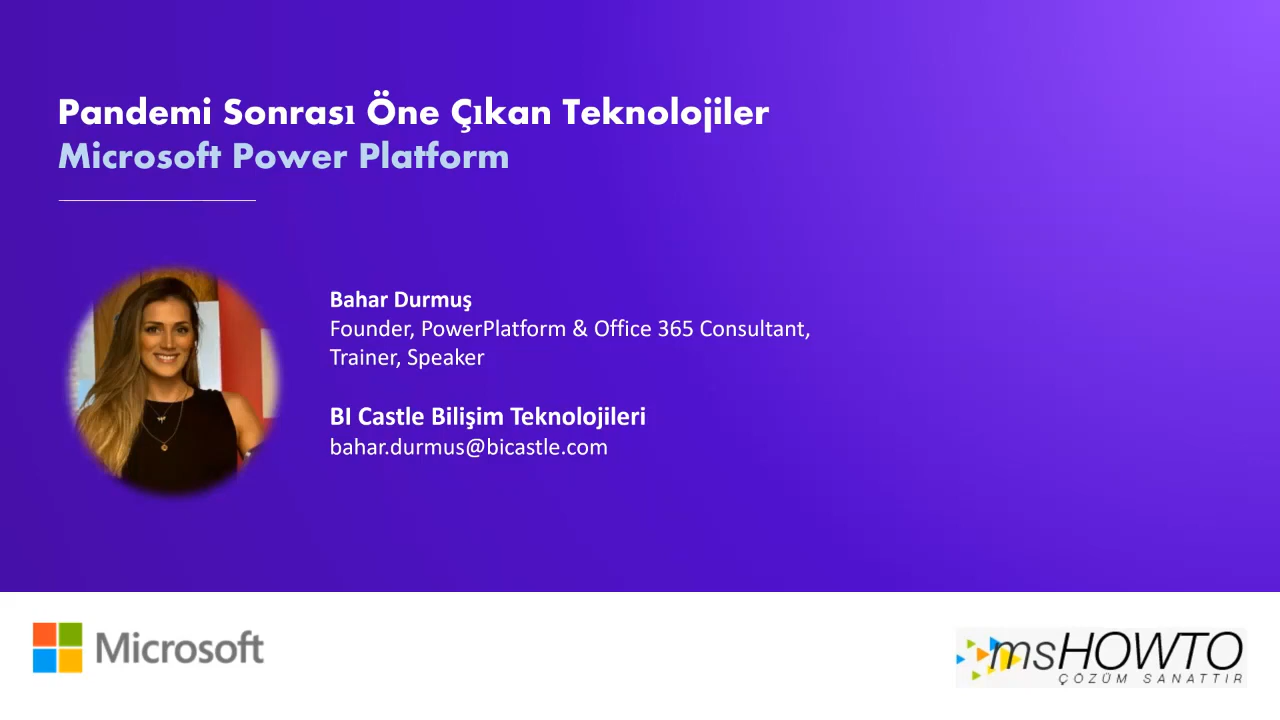 Pandemi Sonrası Öne Çıkan Teknolojiler
Microsoft Power Platform
Bahar Durmuş
Founder, PowerPlatform & Office 365 Consultant,
Trainer, Speaker
BI Castle Bilişim Teknolojileri
bahar.durmus@bicastle.com
Microsoft
msHOWTO
ÇÖZÜM SANATTIR